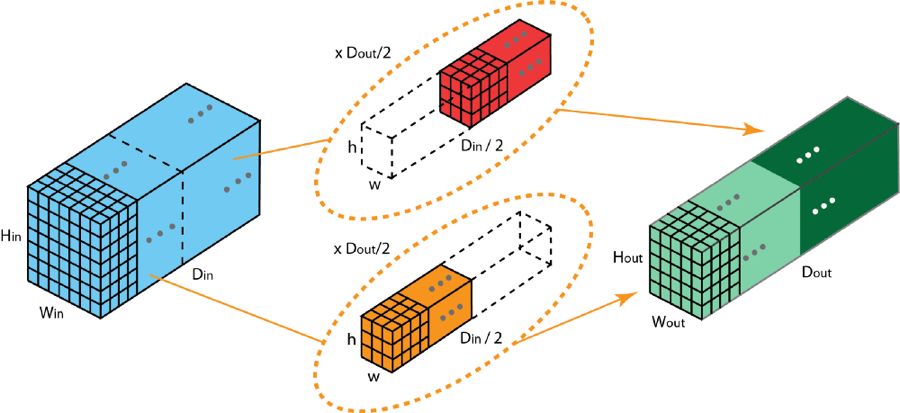 x Dout/2
h
w
Din / 2
Hin
Win
Din
x Dout/2
h
w
Din / 2
Hout
Wout
Dout